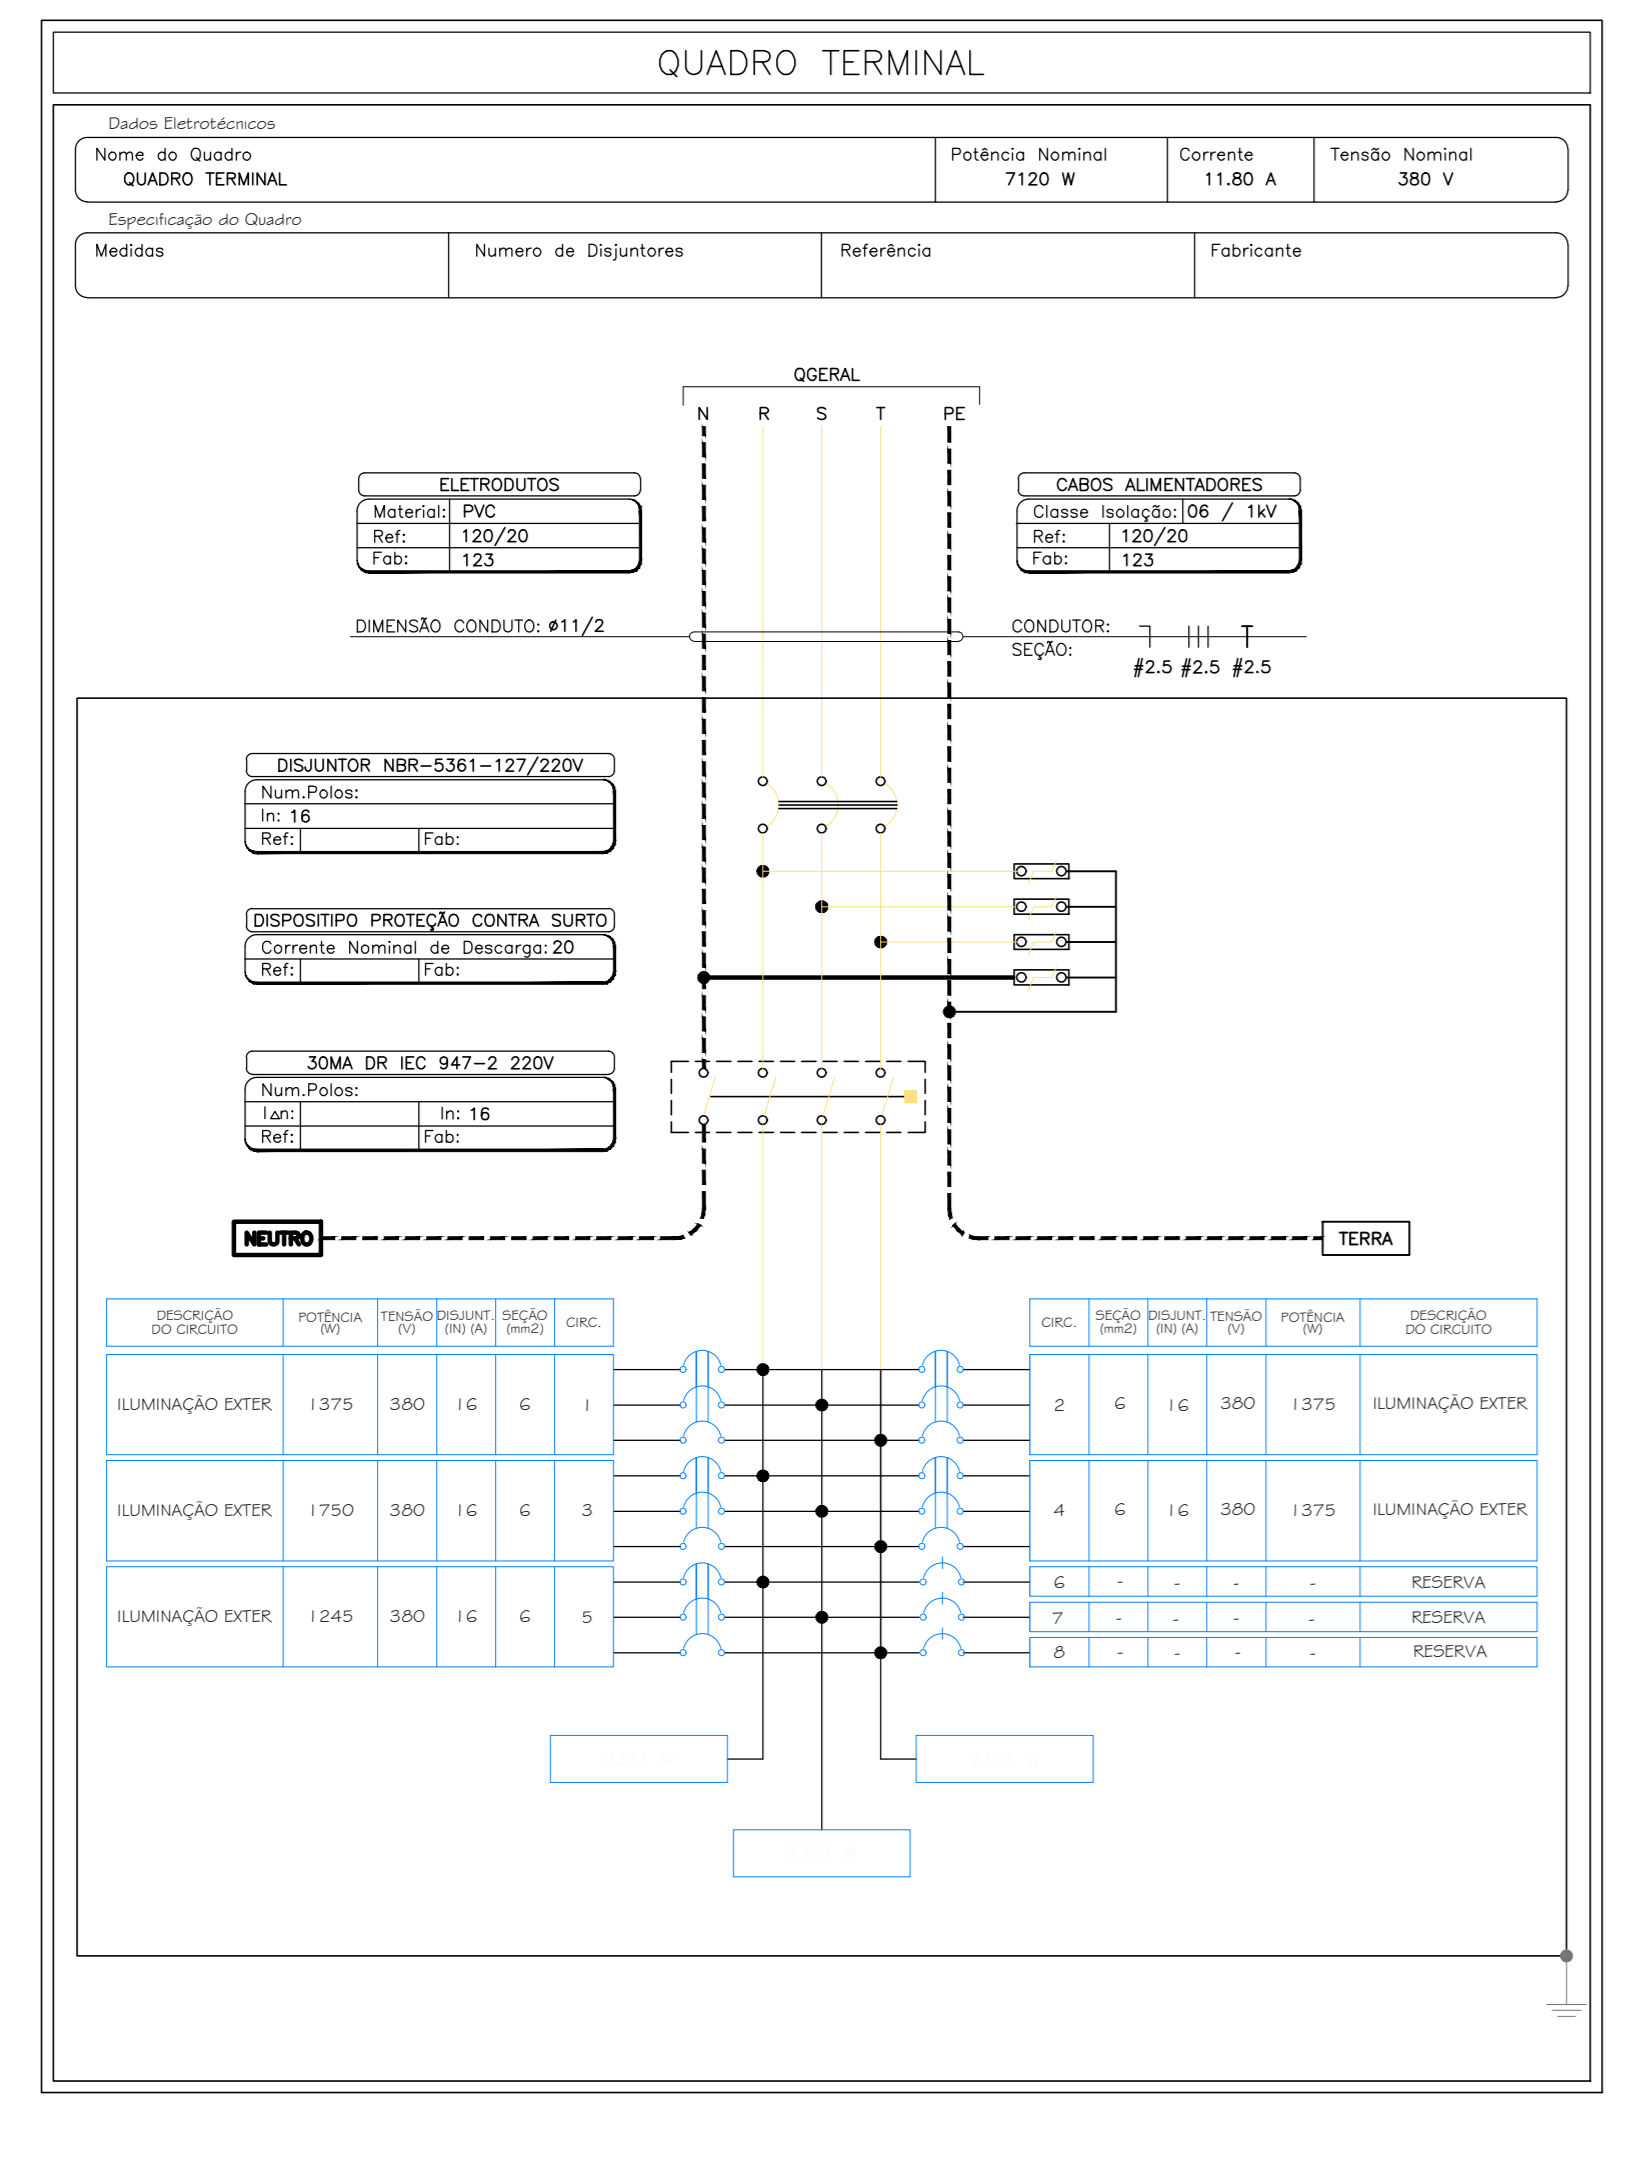 QUADRO TERMINAL
Dados Eletrotécnicos
Nome do Quadro
QUADRO TERMINAL
Potência Nominal
7120 W
Corrente
11.80 A
Tensão Nominal
380 V
Especificação do Quadro
Medidas
Numero de Disjuntores
Referência
Fabricante
QGERAL
N R S T PE
ELETRODUTOS
Material: PVC
Ref: 120/20
Fab: 123
CABOS ALIMENTADORES
Classe Isolação: 06 / 1kV
Ref: 120/20
Fab: 123
DIMENSÃO CONDUTO: ø11/2
CONDUTOR:
SEÇÃO:
#2.5 #2.5 #2.5
DISJUNTOR NBR-5361-127/220V
Num.Polos:
In: 16
Ref: Fab:
DISPOSITIPO PROTEÇÃO CONTRA SURTO
Corrente Nominal de Descarga: 20
Ref: Fab:
30MA DR IEC 947-2 220V
Num.Polos:
I△n: In: 16
Ref: Fab:
NEUTRO
TERRA
DESCRIÇÃO DO CIRCUITO POTÊNCIA (W) TENSÃO (V) DISJUNT. (IN) (A) SEÇÃO (mm2) CIRC.
ILUMINAÇÃO EXTER 1375 380 16 6 1
ILUMINAÇÃO EXTER 1750 380 16 6 3
ILUMINAÇÃO EXTER 1245 380 16 6 5
CIRC. SEÇÃO (mm2) DISJUNT. (IN) (A) TENSÃO (V) POTÊNCIA (W) DESCRIÇÃO DO CIRCUITO
2 6 16 380 1375 ILUMINAÇÃO EXTER
4 6 16 380 1375 ILUMINAÇÃO EXTER
6 - - - - RESERVA
7 - - - - RESERVA
8 - - - - RESERVA
2373 W
2373 W
2373 W